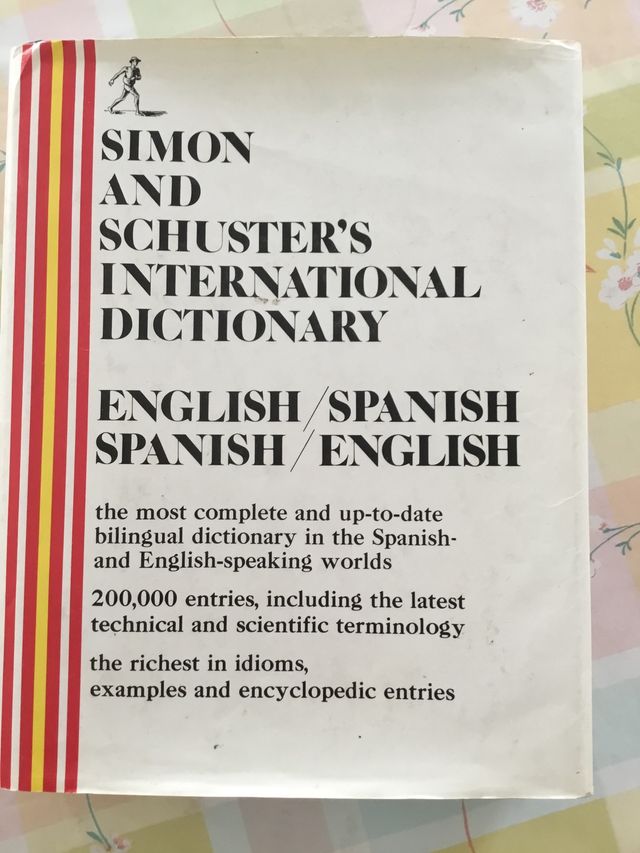 SIMON
AND
SCHUSTER'S
INTERNATIONAL
DICTIONARY
ENGLISH/SPANISH
SPANISH/ENGLISH
the most complete and up-to-date
bilingual dictionary in the Spanish-
and English-speaking worlds
200,000 entries, including the latest
technical and scientific terminology
the richest in idioms,
examples and encyclopedic entries